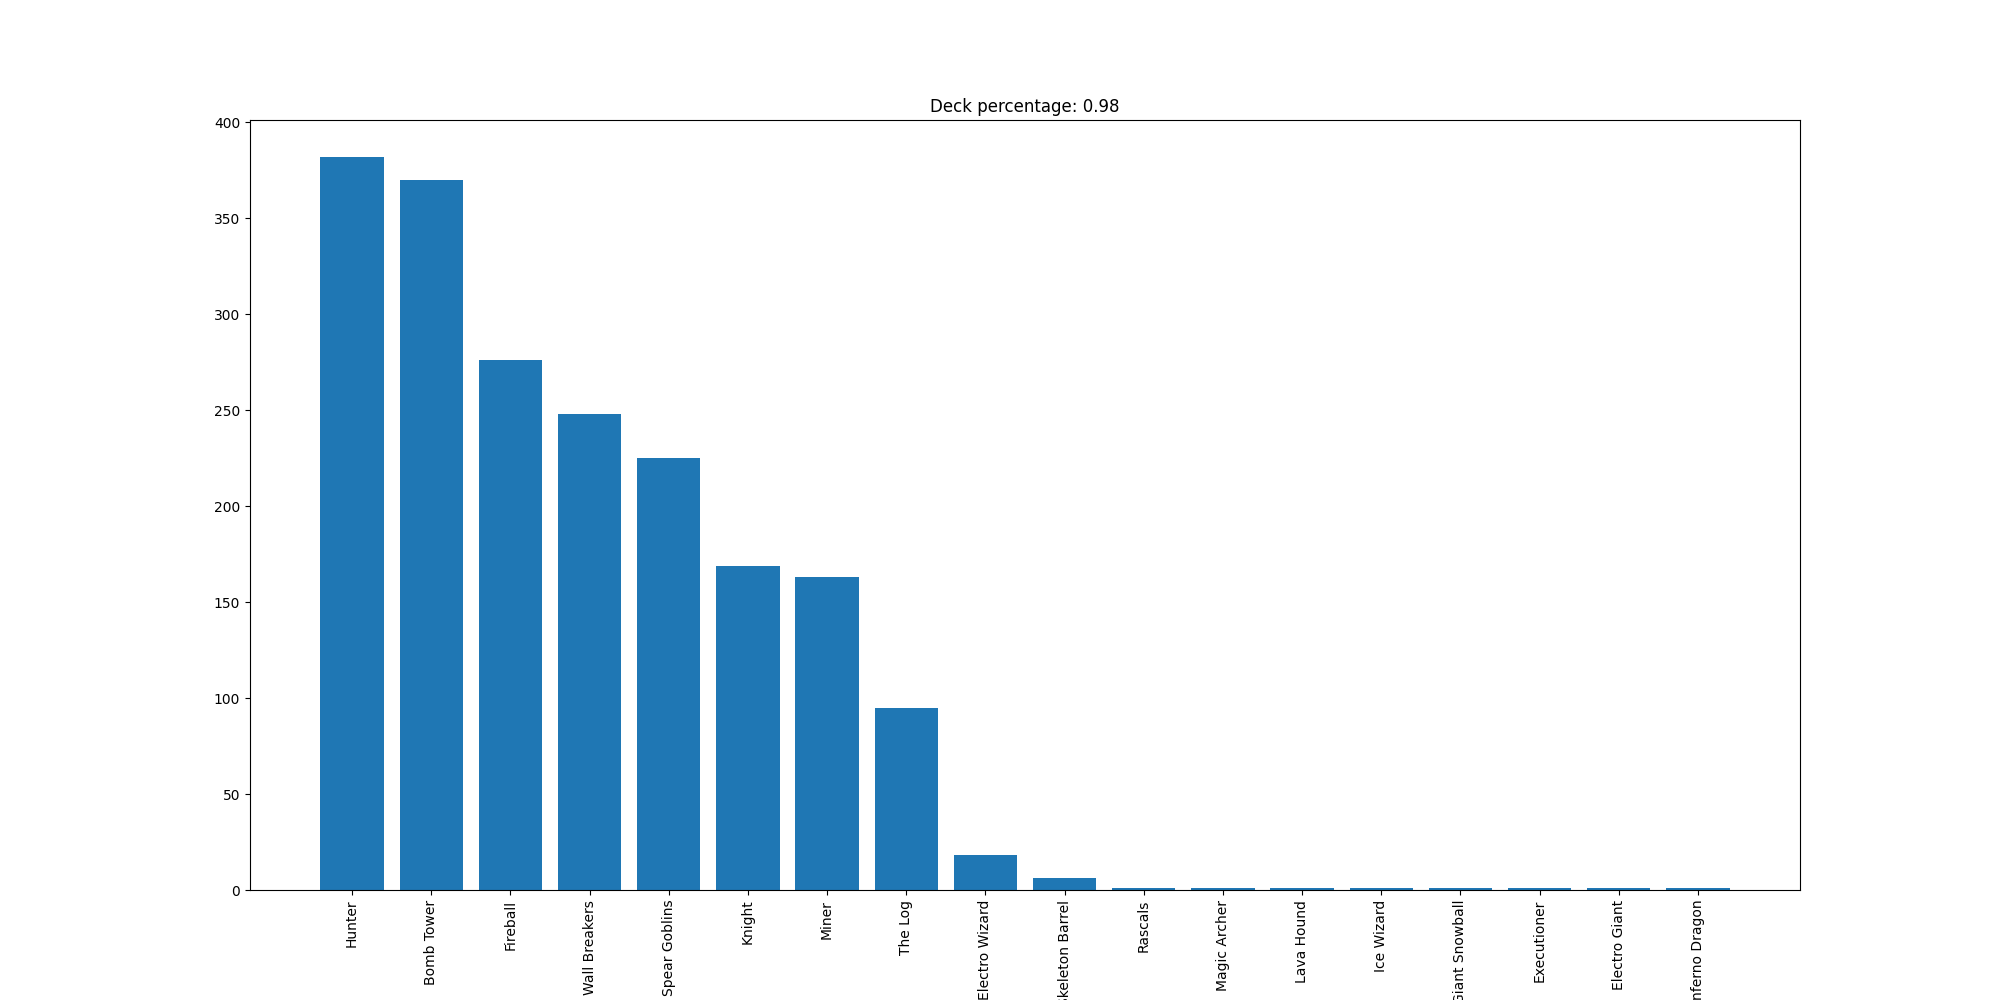 Deck percentage: 0.98
400
350
300
250
200
150
100
50
0
Hunter
Bomb Tower
Fireball
Wall Breakers
Spear Goblins
Knight
Miner
The Log
Electro Wizard
Skeleton Barrel
Rascals
Magic Archer
Lava Hound
Ice Wizard
Giant Snowball
Executioner
Electro Giant
nferno Dragon